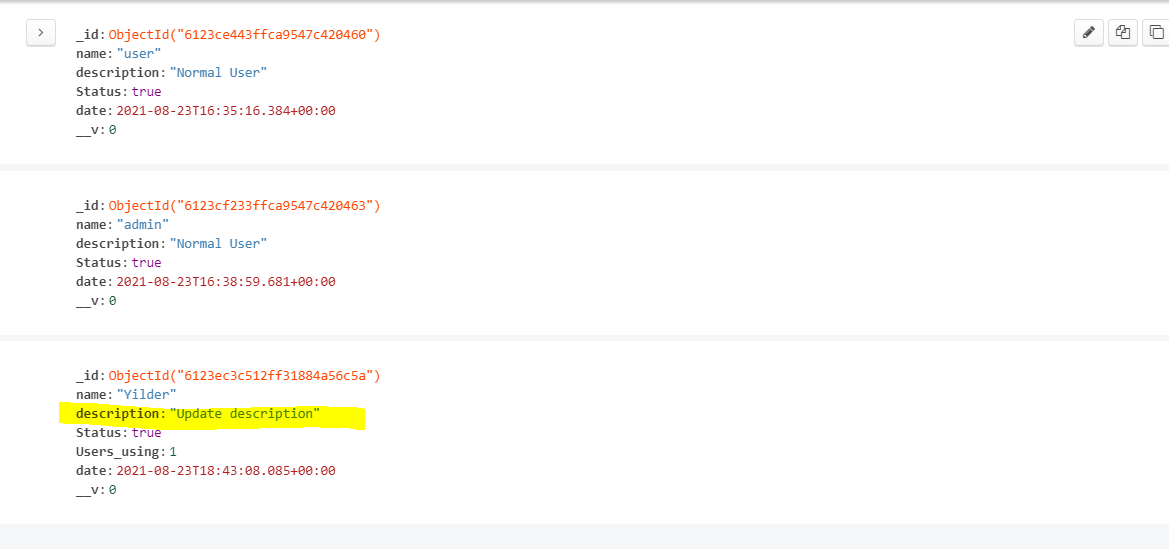 _id: ObjectId("6123ce443ffca9547c420460")
name: "user"
description: "Normal User"
Status: true
date: 2021-08-23T16:35:16.384+00:00
__v: 0
_id: ObjectId("6123cf233ffca9547c420463")
name: "admin"
description: "Normal User"
Status: true
date: 2021-08-23T16:38:59.681+00:00
__v: 0
_id: ObjectId("6123ec3c512ff31884a56c5a")
name: "Yilder"
description: "Update description"
Status: true
Users_using: 1
date: 2021-08-23T18:43:08.085+00:00
__v: 0